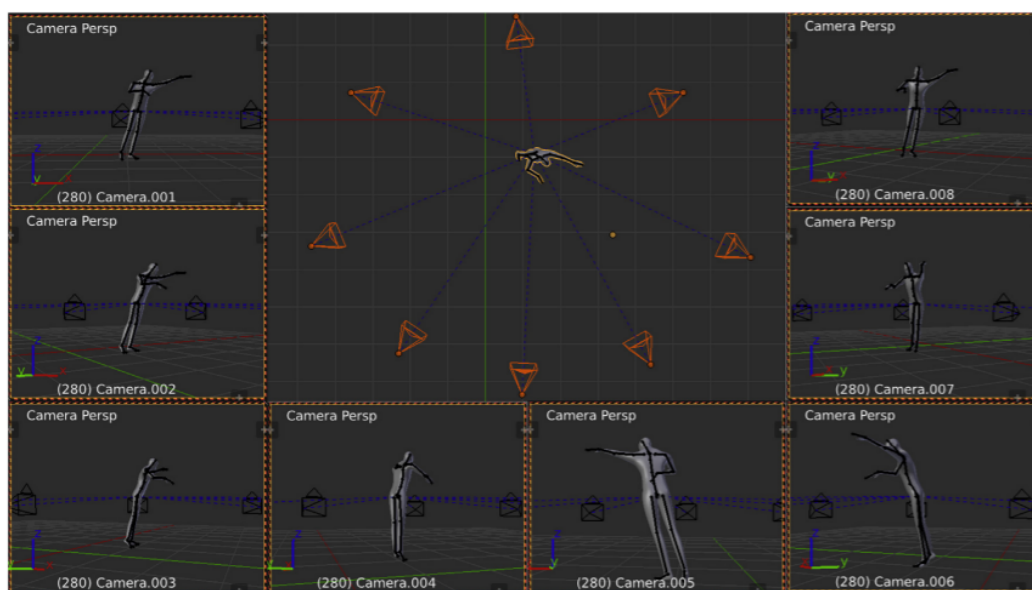 Camera Persp
z
y
x
(280) Camera.001
Camera Persp
z
y
x
(280) Camera.002
Camera Persp
z
y
(280) Camera.003
Camera Persp
z
y
(280) Camera.004
Camera Persp
z
(280) Camera.005
Camera Persp
z
y
(280) Camera.006
Camera Persp
z
y
(280) Camera.007
Camera Persp
z
y
x
(280) Camera.008